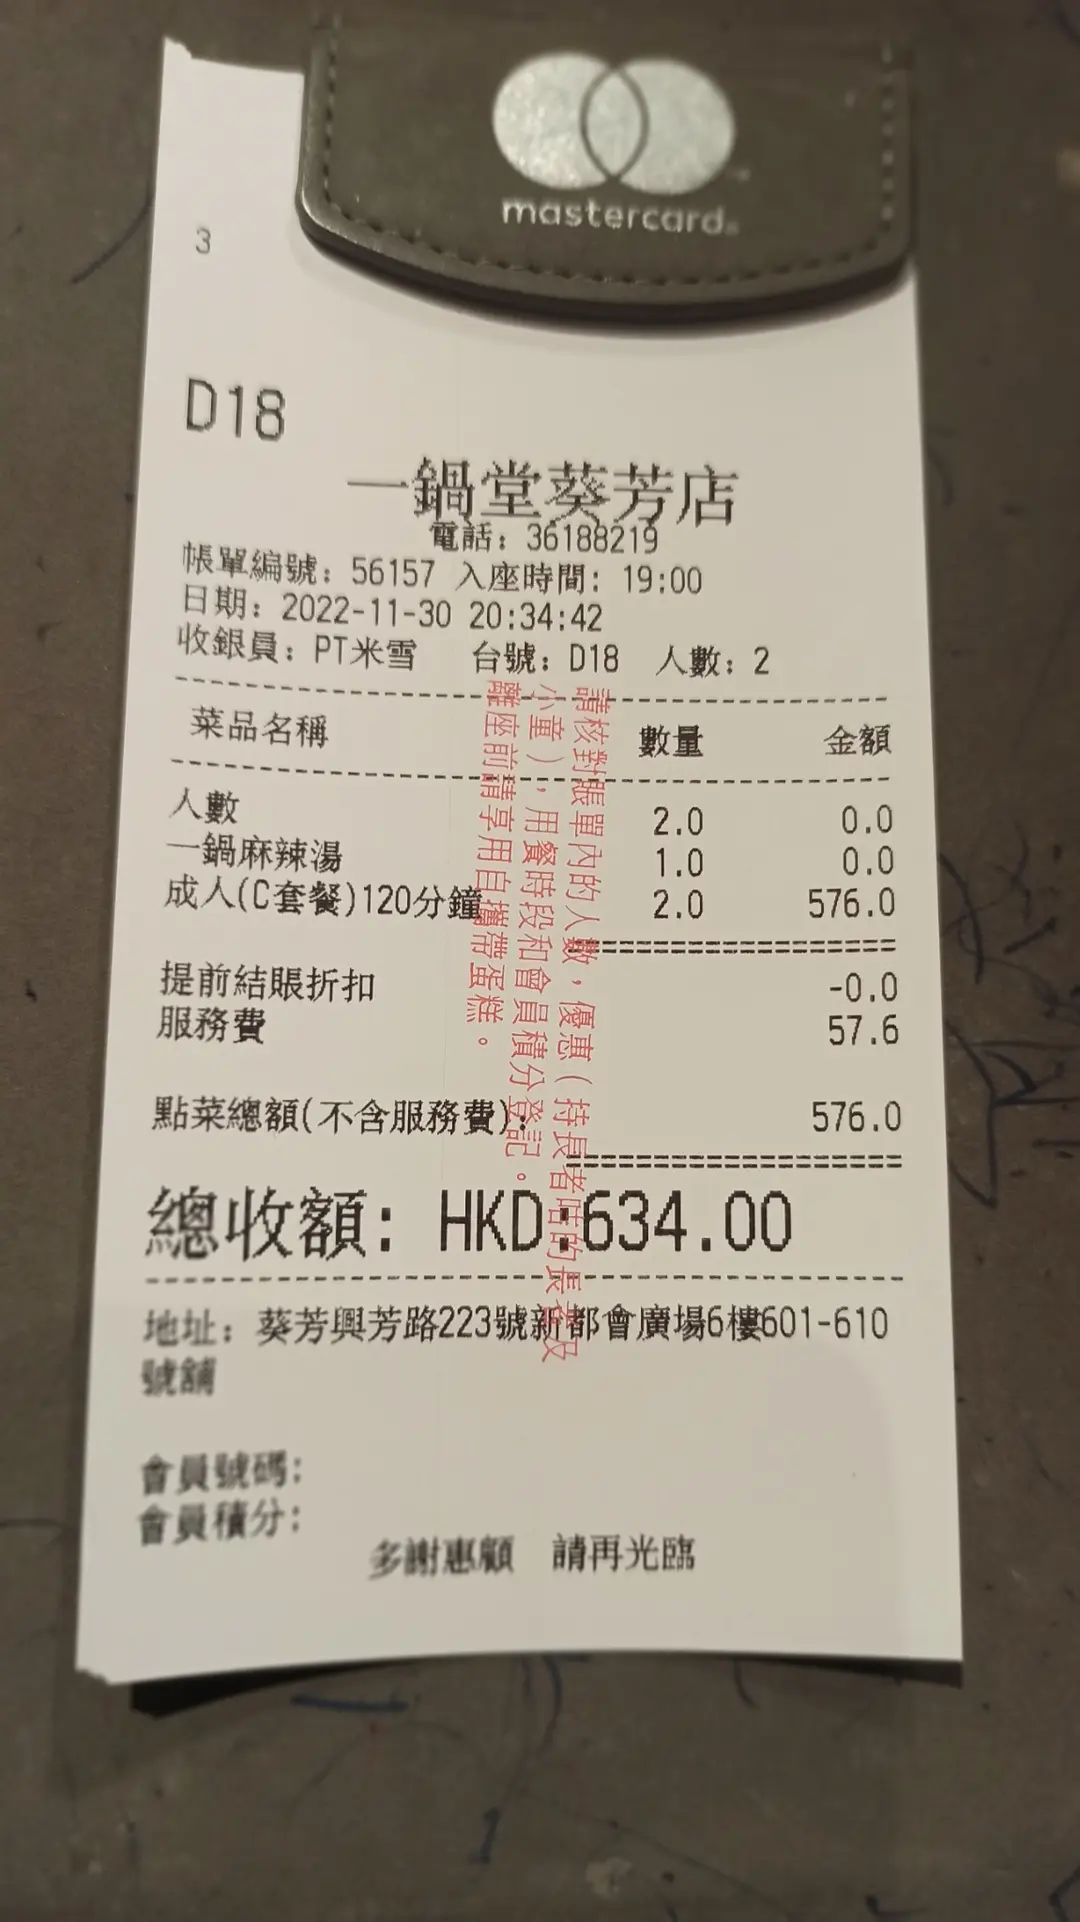 mastercard
3
D18
一鍋堂葵芳店
電話: 36188219
帳單編號: 56157 入座時間: 19:00
日期: 2022-11-30 20:34:42
收銀員: PT米雪 台號: D18 人數: 2
菜品名稱 數量 金額
人數 2.0 0.0
一鍋麻辣湯 1.0 0.0
成人(C套餐)120分鐘 2.0 576.0
提前結賬折扣 -0.0
服務費 57.6
點菜總額(不含服務費): 576.0
總收額: HKD:634.00
地址: 葵芳興芳路223號新都會廣場6樓601-610
號舖
會員號碼:
會員積分:
多謝惠顧 請再光臨
請核對賬單內的人數，優惠(持長者咭的長者及
小童)，用餐時段和會員積分登記。
離座前請享用自攜帶蛋糕。